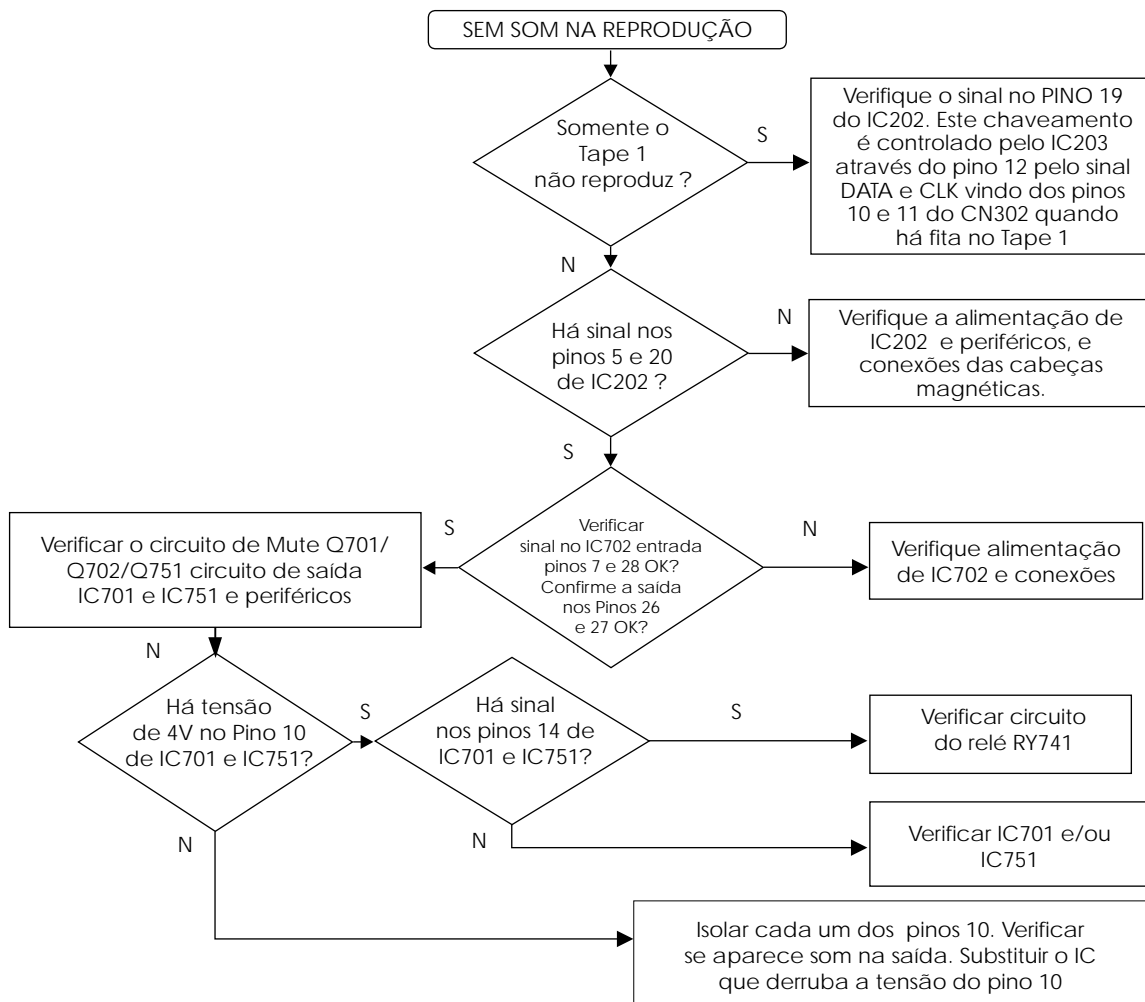 SEM SOM NA REPRODUÇÃO
Somente o
Tape 1
não reproduz ?
S
Verifique o sinal no PINO 19
do IC202. Este chaveamento
é controlado pelo IC203
através do pino 12 pelo sinal
DATA e CLK vindo dos pinos
10 e 11 do CN302 quando
há fita no Tape 1
N
Há sinal nos
pinos 5 e 20
de IC202 ?
N
Verifique a alimentação de
IC202 e periféricos, e
conexões das cabeças
magnéticas.
S
Verificar
sinal no IC702 entrada
pinos 7 e 28 OK?
Confirme a saída
nos Pinos 26
e 27 OK?
S
Verificar o circuito de Mute Q701/
Q702/Q751 circuito de saída
IC701 e IC751 e periféricos
N
Verifique alimentação
de IC702 e conexões
N
Há tensão
de 4V no Pino 10
de IC701 e IC751?
S
Há sinal
nos pinos 14 de
IC701 e IC751?
S
Verificar circuito
do relé RY741
N
Verificar IC701 e/ou
IC751
N
Isolar cada um dos pinos 10. Verificar
se aparece som na saída. Substituir o IC
que derruba a tensão do pino 10